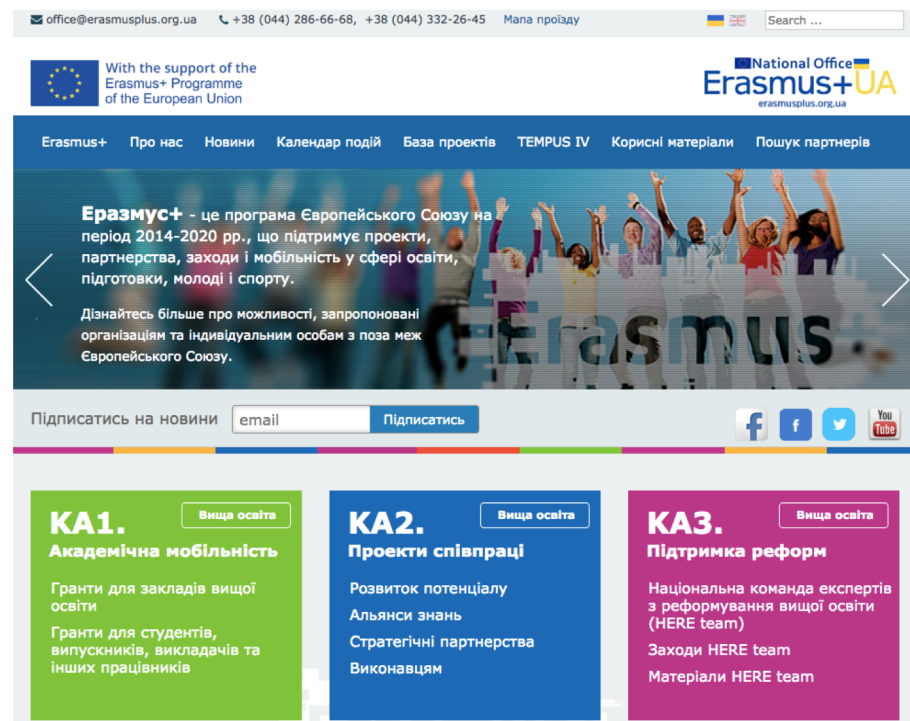 office@erasmusplus.org.ua +38 (044) 286-66-68, +38 (044) 332-26-45 Мапа проїзду Search ...
With the support of the
Erasmus+ Programme
of the European Union
National Office
Erasmus+UA
erasmusplus.org.ua
Erasmus+ Про нас Новини Календар подій База проектів TEMPUS IV Корисні матеріали Пошук партнерів
Еразмус+ - це програма Європейського Союзу на
період 2014-2020 рр., що підтримує проекти,
партнерства, заходи і мобільність у сфері освіти,
підготовки, молоді і спорту.
Дізнайтесь більше про можливості, запропоновані
організаціям та індивідуальним особам з поза меж
Європейського Союзу.
Erasmus
Підписатись на новини email Підписатись
You
Tube
КА1. Вища освіта
Академічна мобільність
Гранти для закладів вищої
освіти
Гранти для студентів,
випускників, викладачів та
інших працівників
КА2. Вища освіта
Проекти співпраці
Розвиток потенціалу
Альянси знань
Стратегічні партнерства
Виконавцям
КА3. Вища освіта
Підтримка реформ
Національна команда експертів
з реформування вищої освіти
(HERE team)
Заходи HERE team
Матеріали HERE team